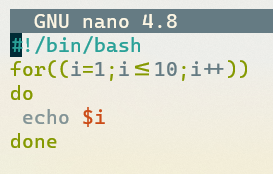 GNU nano 4.8
#!/bin/bash
for((i=1;i<=10;i++))
do
 echo $i
done